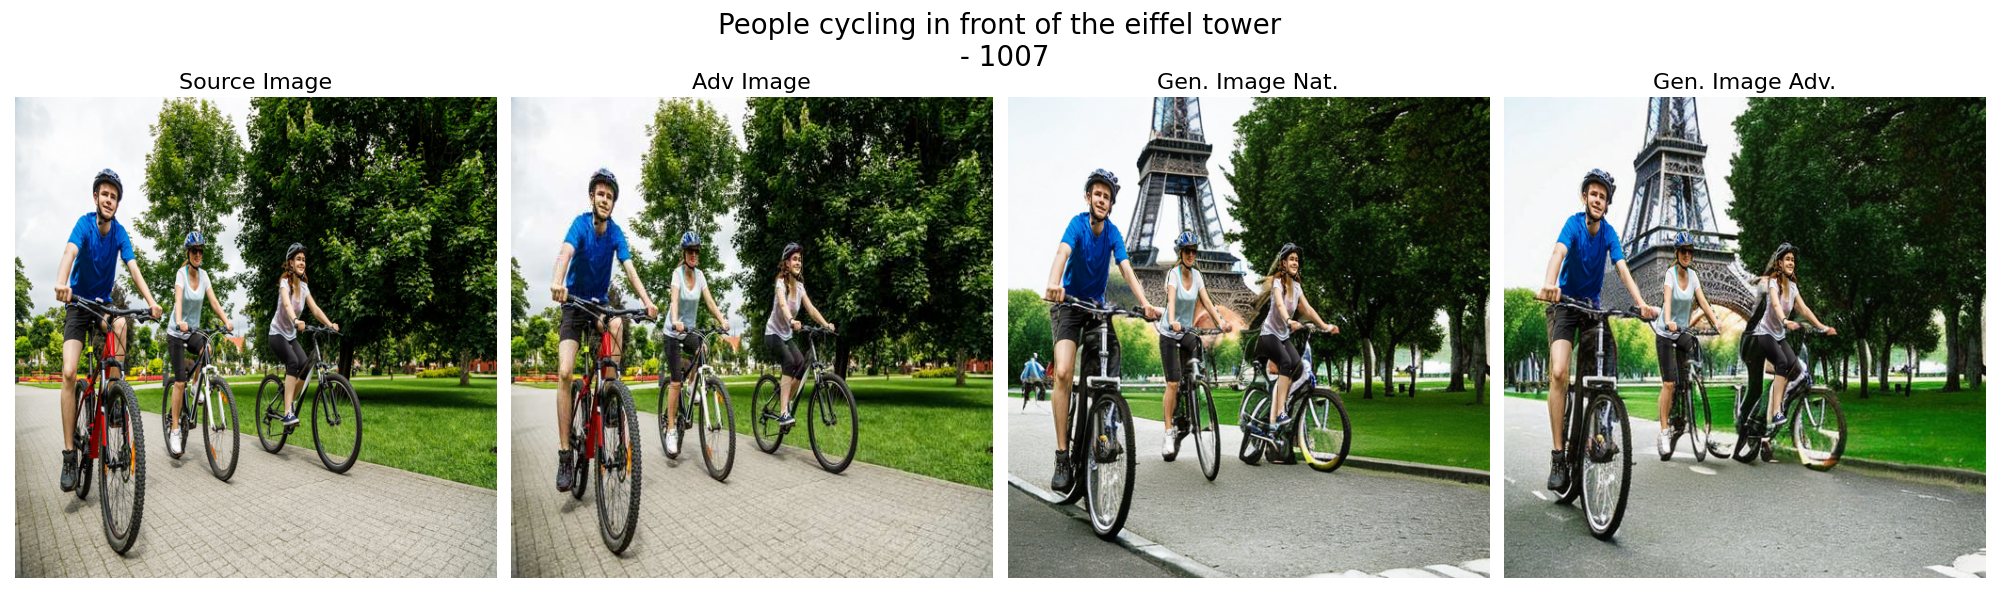 People cycling in front of the eiffel tower
- 1007
Source Image
Adv Image
Gen. Image Nat.
Gen. Image Adv.